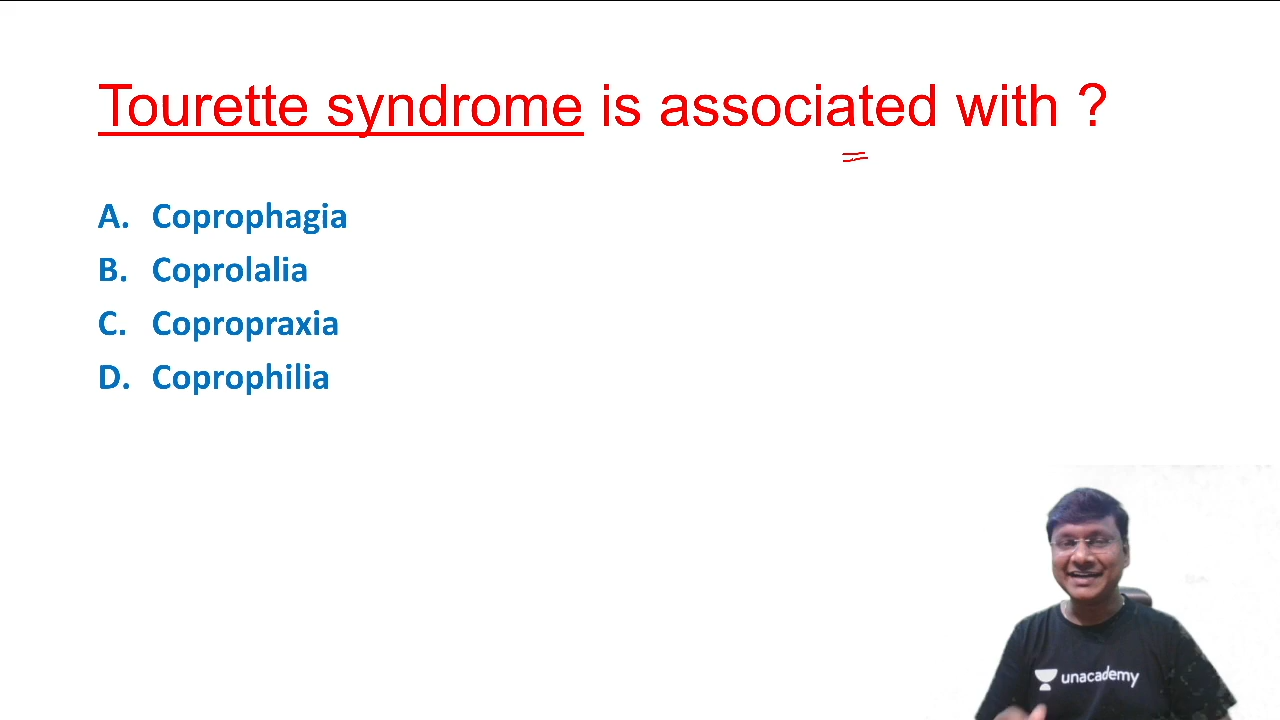 Tourette syndrome is associated with ?
A. Coprophagia
B. Coprolalia
C. Copropraxia
D. Coprophilia
unacademy